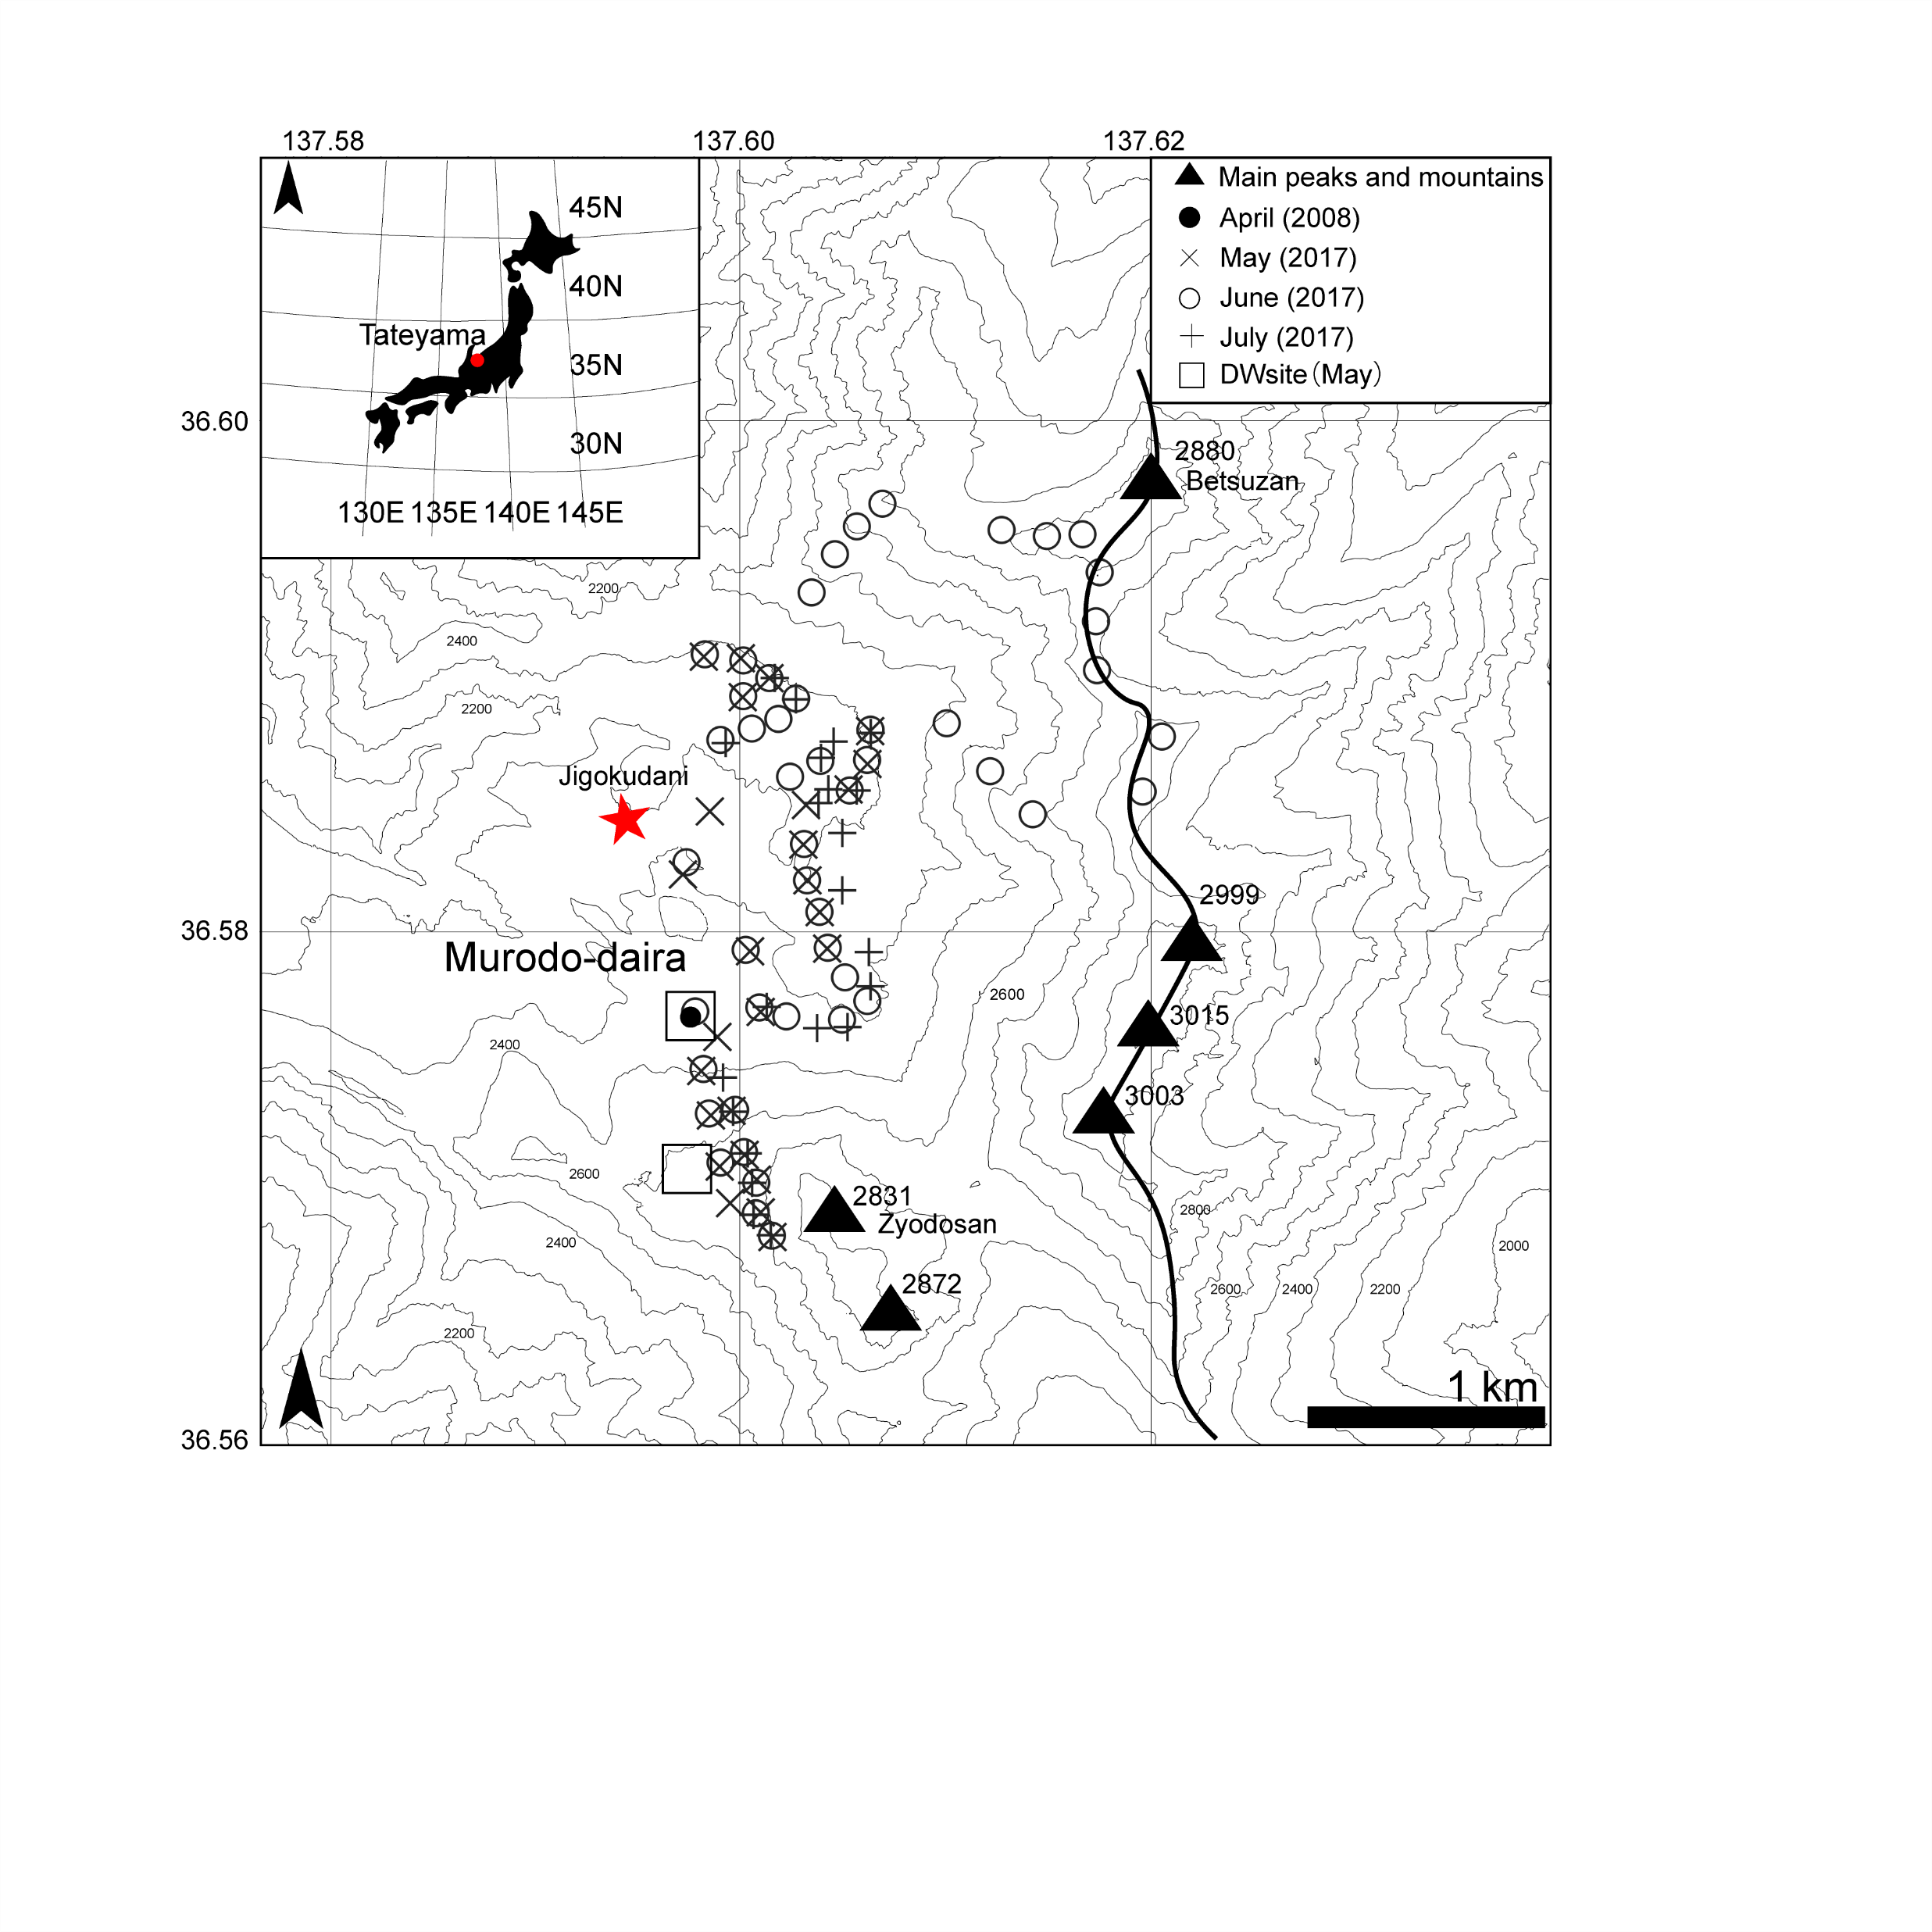 137.58 137.60 137.62
Main peaks and mountains
April (2008)
May (2017)
June (2017)
July (2017)
DWsite(May)
45N
40N
Tateyama
35N
30N
130E 135E 140E 145E
36.60
2880
Betsuzan
2200
2400
2200
Jigokudani
2999
36.58
Murodo-daira
2600
3015
2400
3003
2600
2831
Zyodosan
2800
2400
2000
2872
2600 2400 2200
2200
1 km
36.56